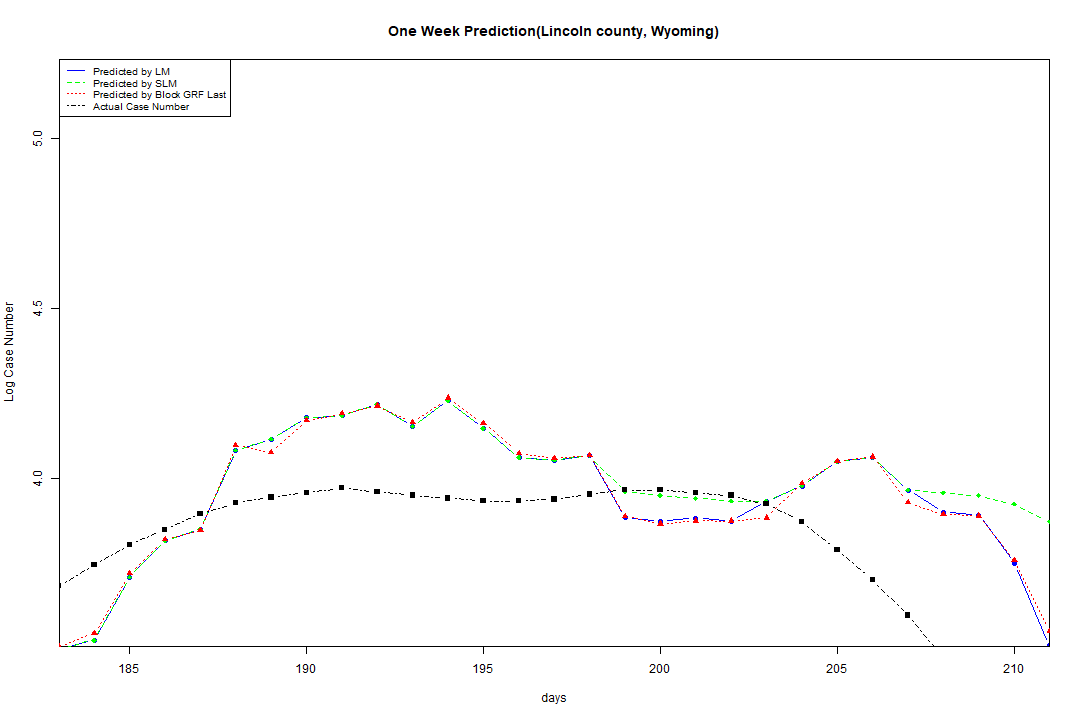 One Week Prediction(Lincoln county, Wyoming)
Predicted by LM
Predicted by SLM
Predicted by Block GRF Last
Actual Case Number
5.0
4.5
4.0
Log Case Number
185 190 195 200 205 210
days